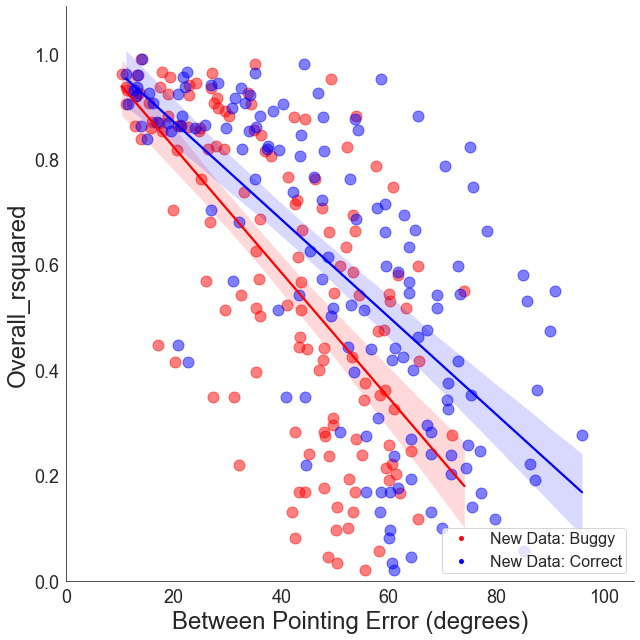 1.0
0.8
0.6
0.4
0.2
0.0
Overall_rsquared
0 20 40 60 80 100
Between Pointing Error (degrees)
New Data: Buggy
New Data: Correct